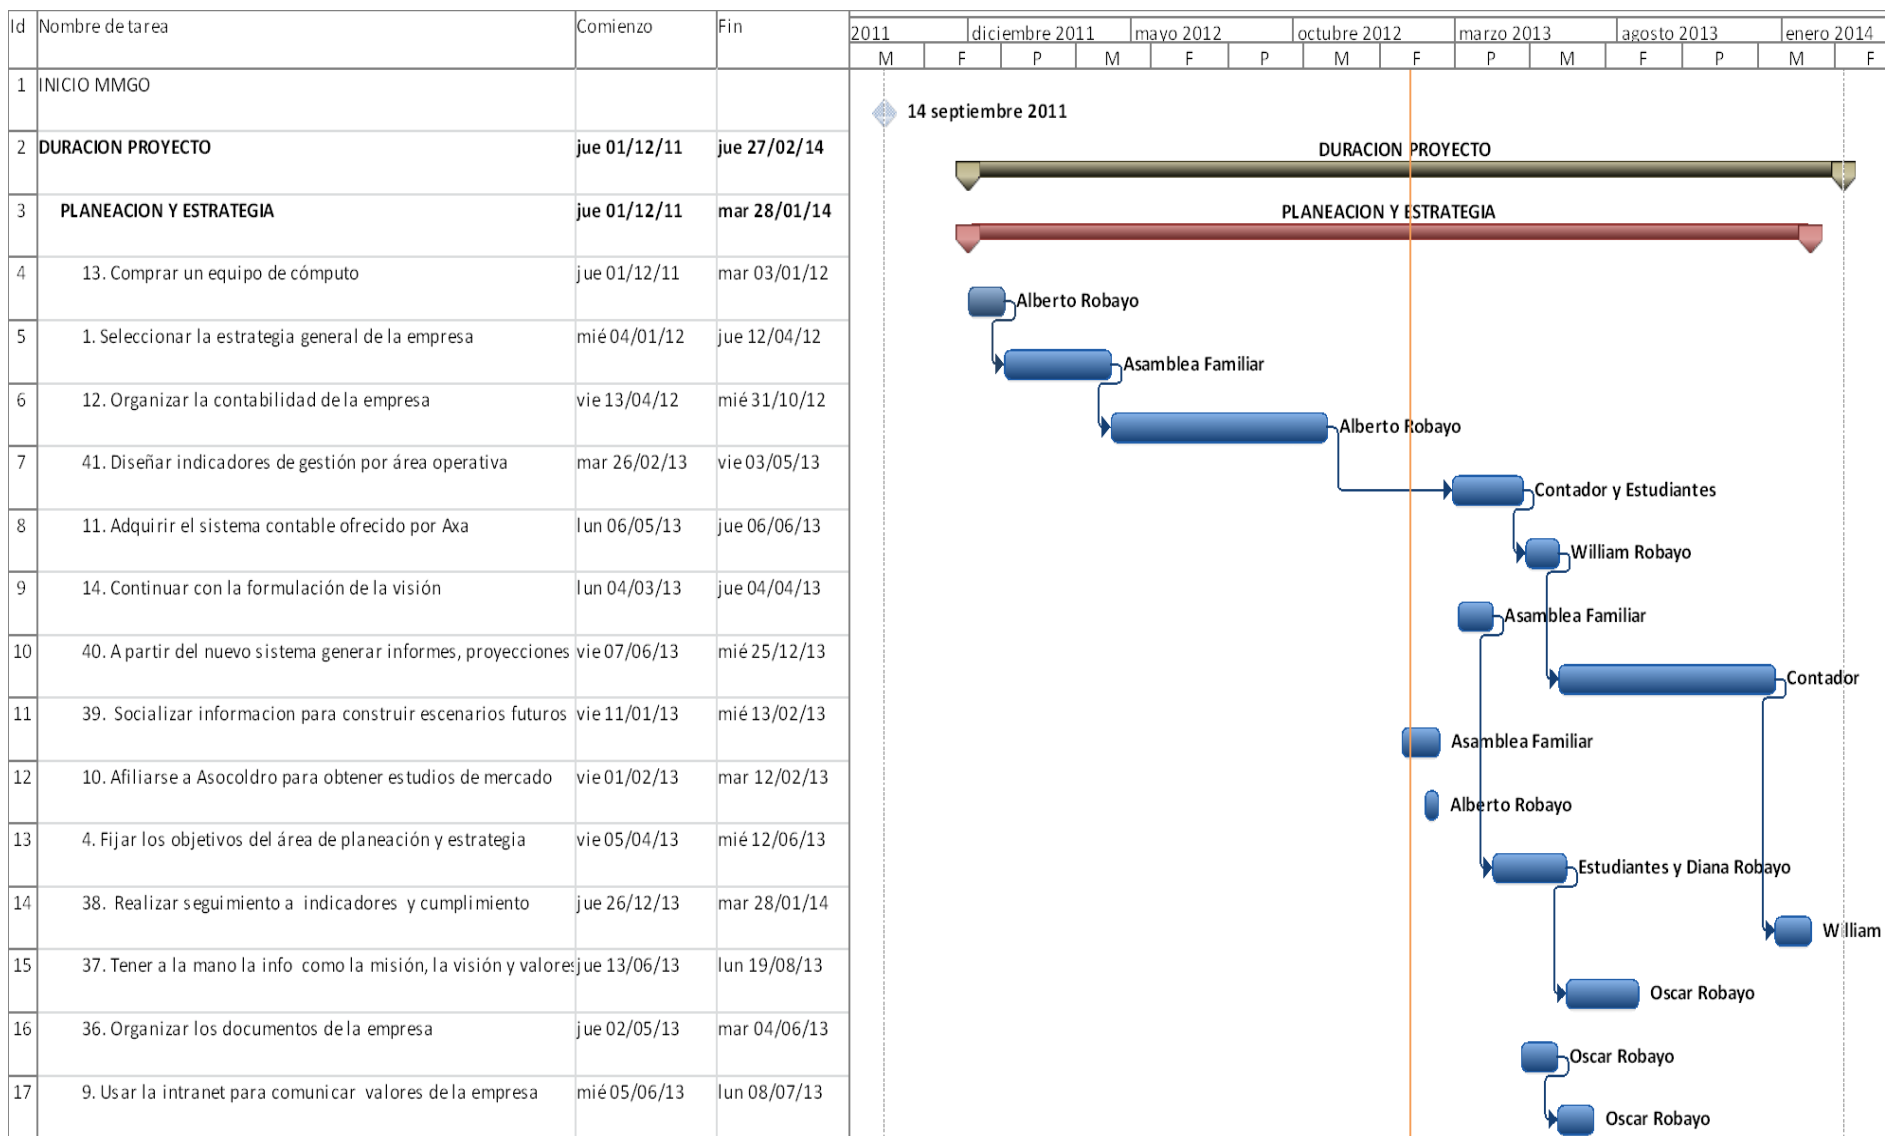 Id Nombre de tarea Comienzo Fin 2011 diciembre 2011 mayo 2012 octubre 2012 marzo 2013 agosto 2013 enero 2014
M F P M F P M F P M F P M F
1 INICIO MMGO
14 septiembre 2011
2 DURACION PROYECTO jue 01/12/11 jue 27/02/14 DURACION PROYECTO
3 PLANEACION Y ESTRATEGIA jue 01/12/11 mar 28/01/14 PLANEACION Y ESTRATEGIA
4 13. Comprar un equipo de cómputo jue 01/12/11 mar 03/01/12 Alberto Robayo
5 1. Seleccionar la estrategia general de la empresa mié 04/01/12 jue 12/04/12 Asamblea Familiar
6 12. Organizar la contabilidad de la empresa vie 13/04/12 mié 31/10/12 Alberto Robayo
7 41. Diseñar indicadores de gestión por área operativa mar 26/02/13 vie 03/05/13 Contador y Estudiantes
8 11. Adquirir el sistema contable ofrecido por Axa lun 06/05/13 jue 06/06/13 William Robayo
9 14. Continuar con la formulación de la visión lun 04/03/13 jue 04/04/13 Asamblea Familiar
10 40. A partir del nuevo sistema generar informes, proyecciones vie 07/06/13 mié 25/12/13 Contador
11 39. Socializar informacion para construir escenarios futuros vie 11/01/13 mié 13/02/13 Asamblea Familiar
12 10. Afiliarse a Asocoldro para obtener estudios de mercado vie 01/02/13 mar 12/02/13 Alberto Robayo
13 4. Fijar los objetivos del área de planeación y estrategia vie 05/04/13 mié 12/06/13 Estudiantes y Diana Robayo
14 38. Realizar seguimiento a indicadores y cumplimiento jue 26/12/13 mar 28/01/14 William
15 37. Tener a la mano la info como la misión, la visión y valores jue 13/06/13 lun 19/08/13 Oscar Robayo
16 36. Organizar los documentos de la empresa jue 02/05/13 mar 04/06/13 Oscar Robayo
17 9. Usar la intranet para comunicar valores de la empresa mié 05/06/13 lun 08/07/13 Oscar Robayo